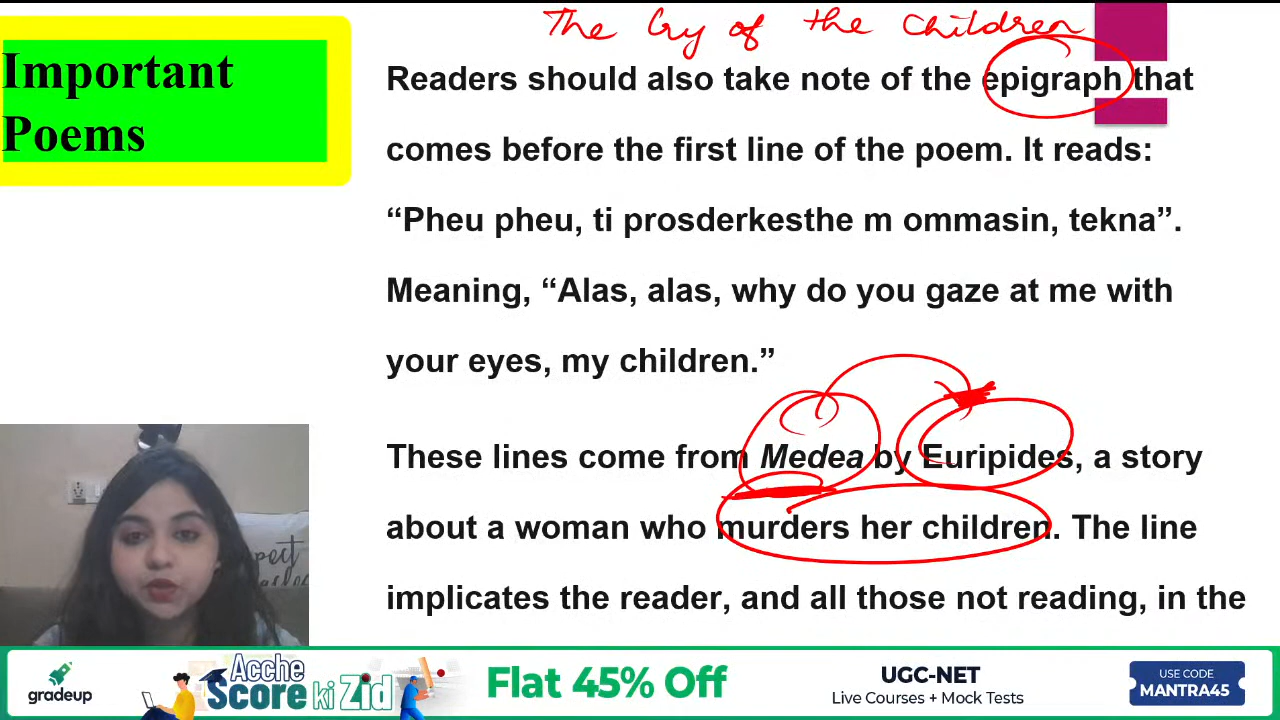 The Cry of the Children
Important
Poems
Readers should also take note of the epigraph that
comes before the first line of the poem. It reads:
“Pheu pheu, ti prosderkesthe m ommasin, tekna”.
Meaning, “Alas, alas, why do you gaze at me with
your eyes, my children.”
These lines come from Medea by Euripides, a story
about a woman who murders her children. The line
implicates the reader, and all those not reading, in the
gradeup
Acche
Score ki Zid
Flat 45% Off
UGC-NET
Live Courses + Mock Tests
USE CODE
MANTRA45